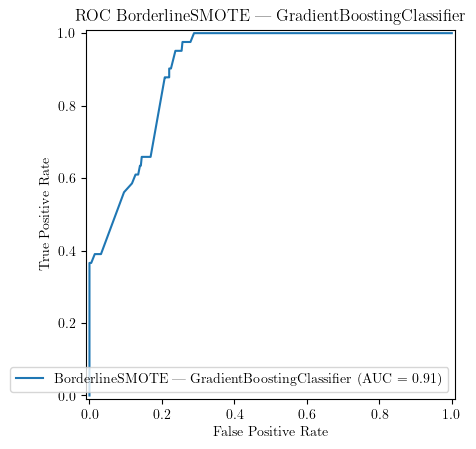 ROC BorderlineSMOTE — GradientBoostingClassifier
1.0
0.8
0.6
0.4
0.2
0.0
True Positive Rate
BorderlineSMOTE — GradientBoostingClassifier (AUC = 0.91)
0.0 0.2 0.4 0.6 0.8 1.0
False Positive Rate